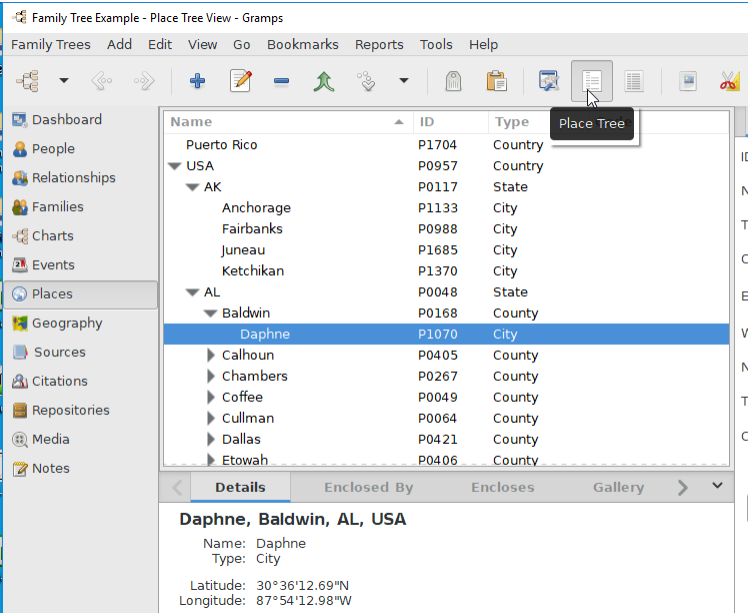 Family Tree Example - Place Tree View - Gramps
Family Trees Add Edit View Go Bookmarks Reports Tools Help
Place Tree
Dashboard
People
Relationships
Families
Charts
Events
Places
Geography
Sources
Citations
Repositories
Media
Notes
Name ID Type
Puerto Rico P1704 Country
USA P0957 Country
AK P0117 State
Anchorage P1133 City
Fairbanks P0988 City
Juneau P1685 City
Ketchikan P1370 City
AL P0048 State
Baldwin P0168 County
Daphne P1070 City
Calhoun P0405 County
Chambers P0267 County
Coffee P0049 County
Cullman P0064 County
Dallas P0421 County
Etowah P0406 County
Details Enclosed By Encloses Gallery
Daphne, Baldwin, AL, USA
Name: Daphne
Type: City
Latitude: 30°36'12.69"N
Longitude: 87°54'12.98"W